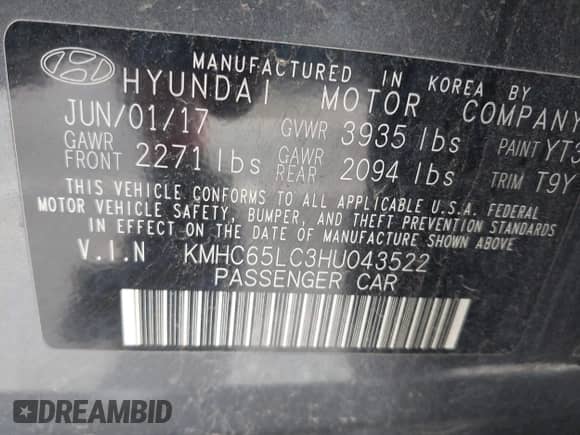 MANUFACTURED IN KOREA BY
HYUNDAI MOTOR COMPANY
JUN/01/17 GVWR 3935 lbs PAINT YT3
GAWR FRONT 2271 lbs GAWR REAR 2094 lbs TRIM T9Y
THIS VEHICLE CONFORMS TO ALL APPLICABLE U.S.A. FEDERAL
MOTOR VEHICLE SAFETY, BUMPER, AND THEFT PREVENTION STANDARDS
IN EFFECT ON THE DATE OF MANUFACTURE SHOWN ABOVE.
V.I.N KMHC65LC3HU043522
PASSENGER CAR
DREAMBID